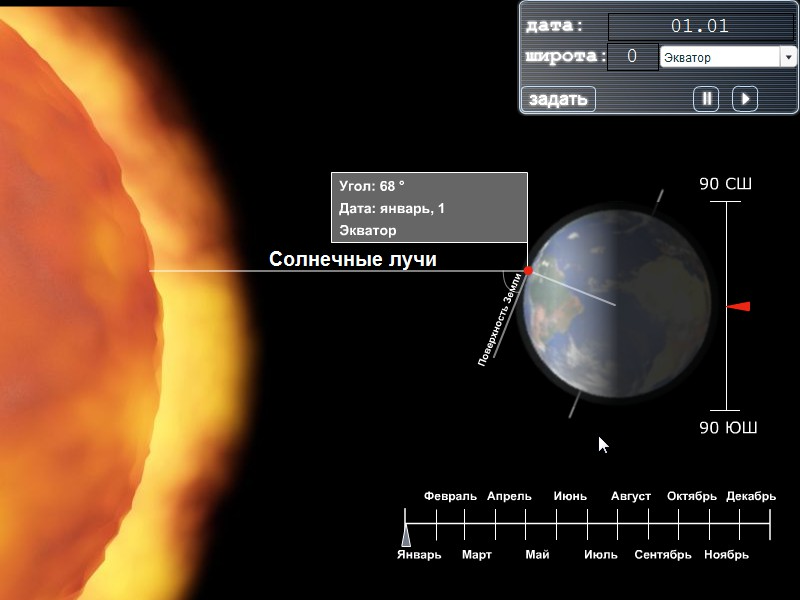 дата: 01.01
широта: 0 Экватор
задать
Угол: 68 °
Дата: январь, 1
Экватор
Солнечные лучи
Поверхность Земли
90 СШ
90 ЮШ
Февраль Апрель Июнь Август Октябрь Декабрь
Январь Март Май Июль Сентябрь Ноябрь